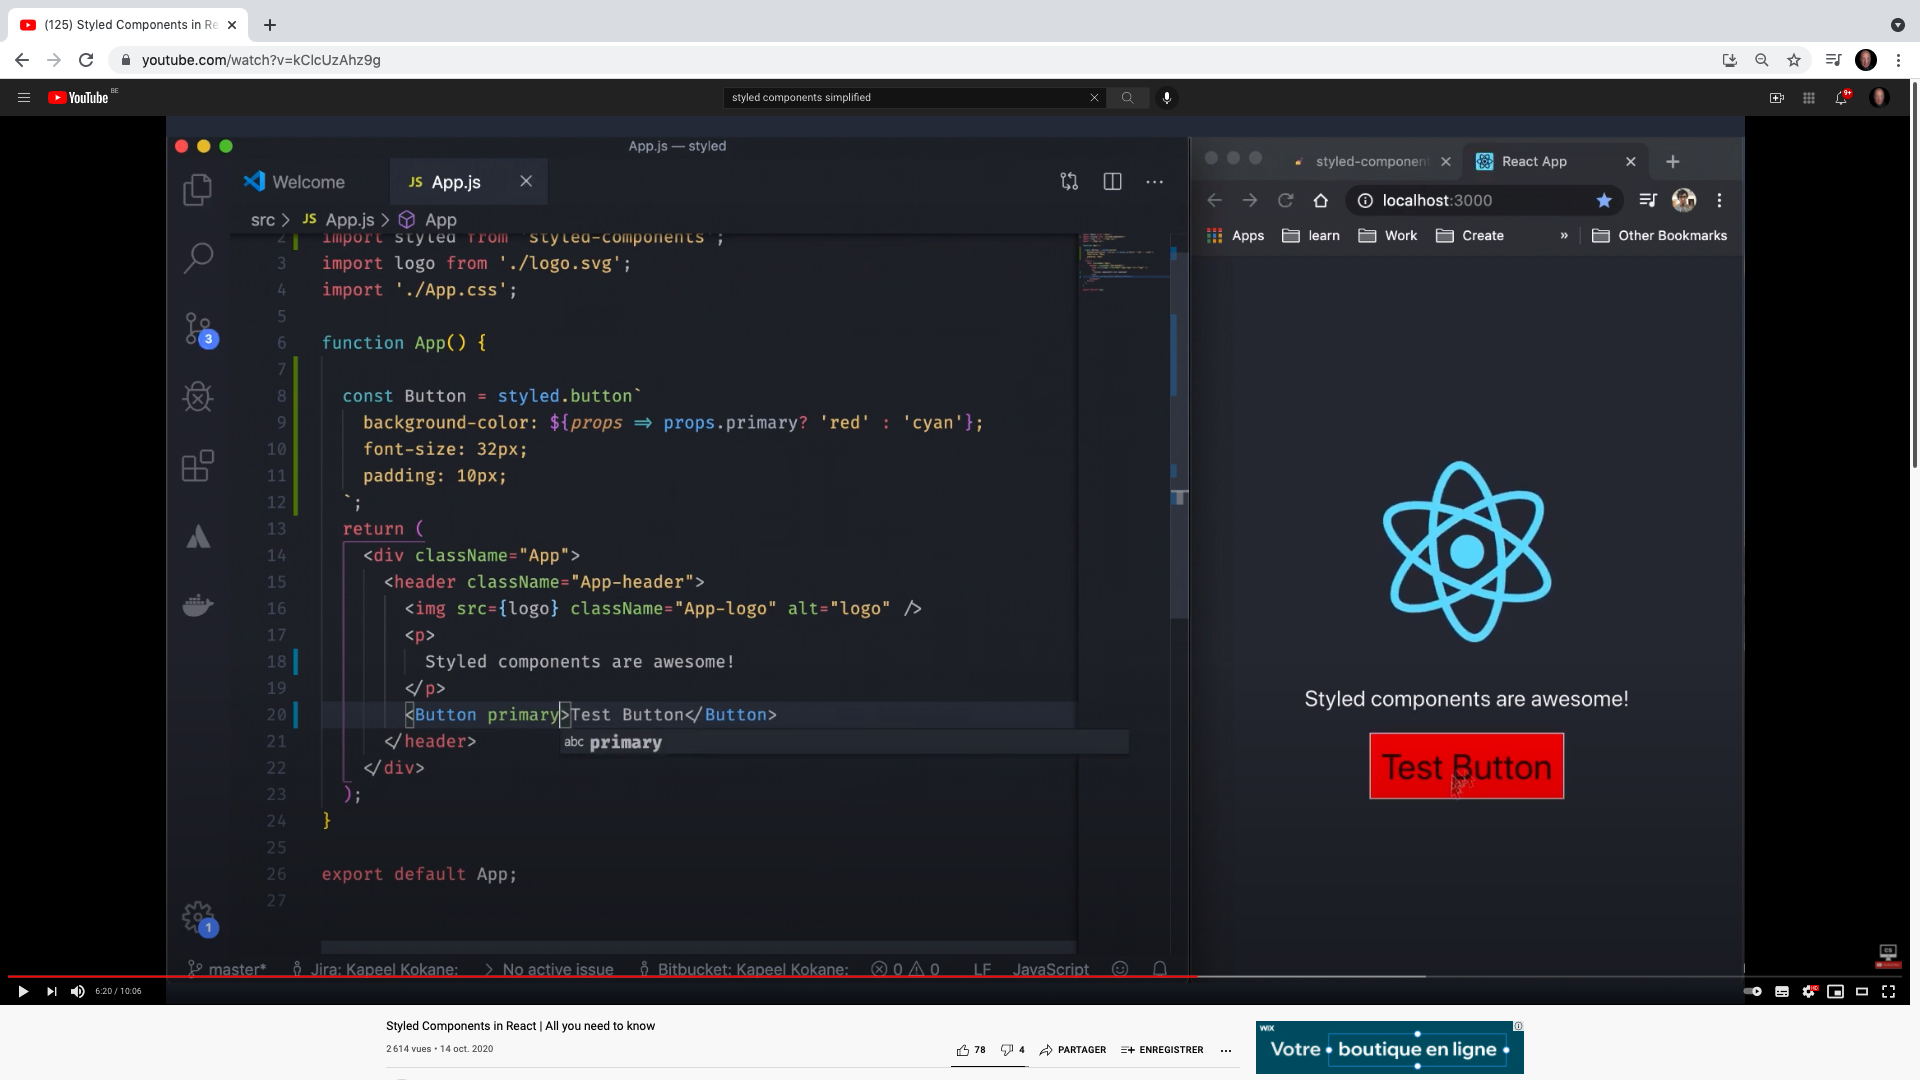 (125) Styled Components in Re
youtube.com/watch?v=kClcUzAhz9g
YouTube BE
styled components simplified
9+
App.js — styled
Welcome
JS App.js
src > JS App.js > App
2 import styled from 'styled-components';
3 import logo from './logo.svg';
4 import './App.css';
5
6 function App() {
7
8 const Button = styled.button`
9 background-color: ${props => props.primary? 'red' : 'cyan'};
10 font-size: 32px;
11 padding: 10px;
12 `;
13 return (
14 <div className="App">
15 <header className="App-header">
16 <img src={logo} className="App-logo" alt="logo" />
17 <p>
18 Styled components are awesome!
19 </p>
20 <Button primary>Test Button</Button>
21 </header>
abc primary
22 </div>
23 );
24 }
25
26 export default App;
27
3
1
master* Jira: Kapeel Kokane: > No active issue Bitbucket: Kapeel Kokane: 0 0 LF JavaScript
styled-component
React App
localhost:3000
Apps learn Work Create » Other Bookmarks
Styled components are awesome!
Test Button
6:20 / 10:06
HD
Styled Components in React | All you need to know
2 614 vues • 14 oct. 2020
78 4 PARTAGER ENREGISTRER
WIX
Votre boutique en ligne